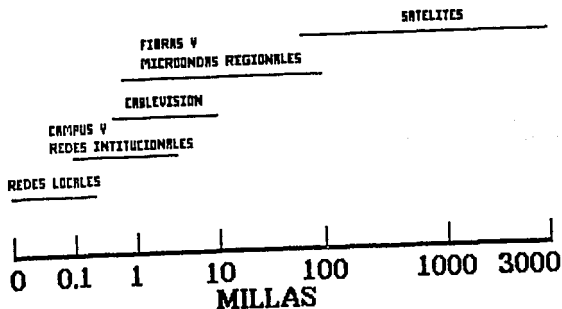 SATELITES
FIBRAS Y
MICROONDAS REGIONALES
CABLEVISION
CAMPUS Y
REDES INTITUCIONALES
REDES LOCALES
0 0.1 1 10 100 1000 3000
MILLAS